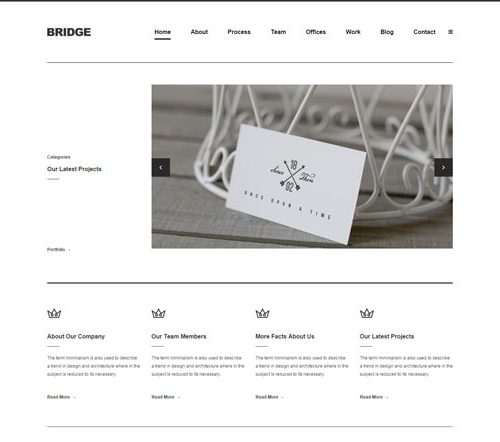 BRIDGE
Home About Process Team Offices Work Blog Contact
Categories
Our Latest Projects
18
92
ONCE UPON A TIME
Portfolio →
About Our Company
The term minimalism is also used to describe
a trend in design and architecture where in the
subject is reduced to its necessary.
Read More →
Our Team Members
The term minimalism is also used to describe
a trend in design and architecture where in the
subject is reduced to its necessary.
Read More →
More Facts About Us
The term minimalism is also used to describe
a trend in design and architecture where in the
subject is reduced to its necessary.
Read More →
Our Latest Projects
The term minimalism is also used to describe
a trend in design and architecture where in the
subject is reduced to its necessary.
Read More →